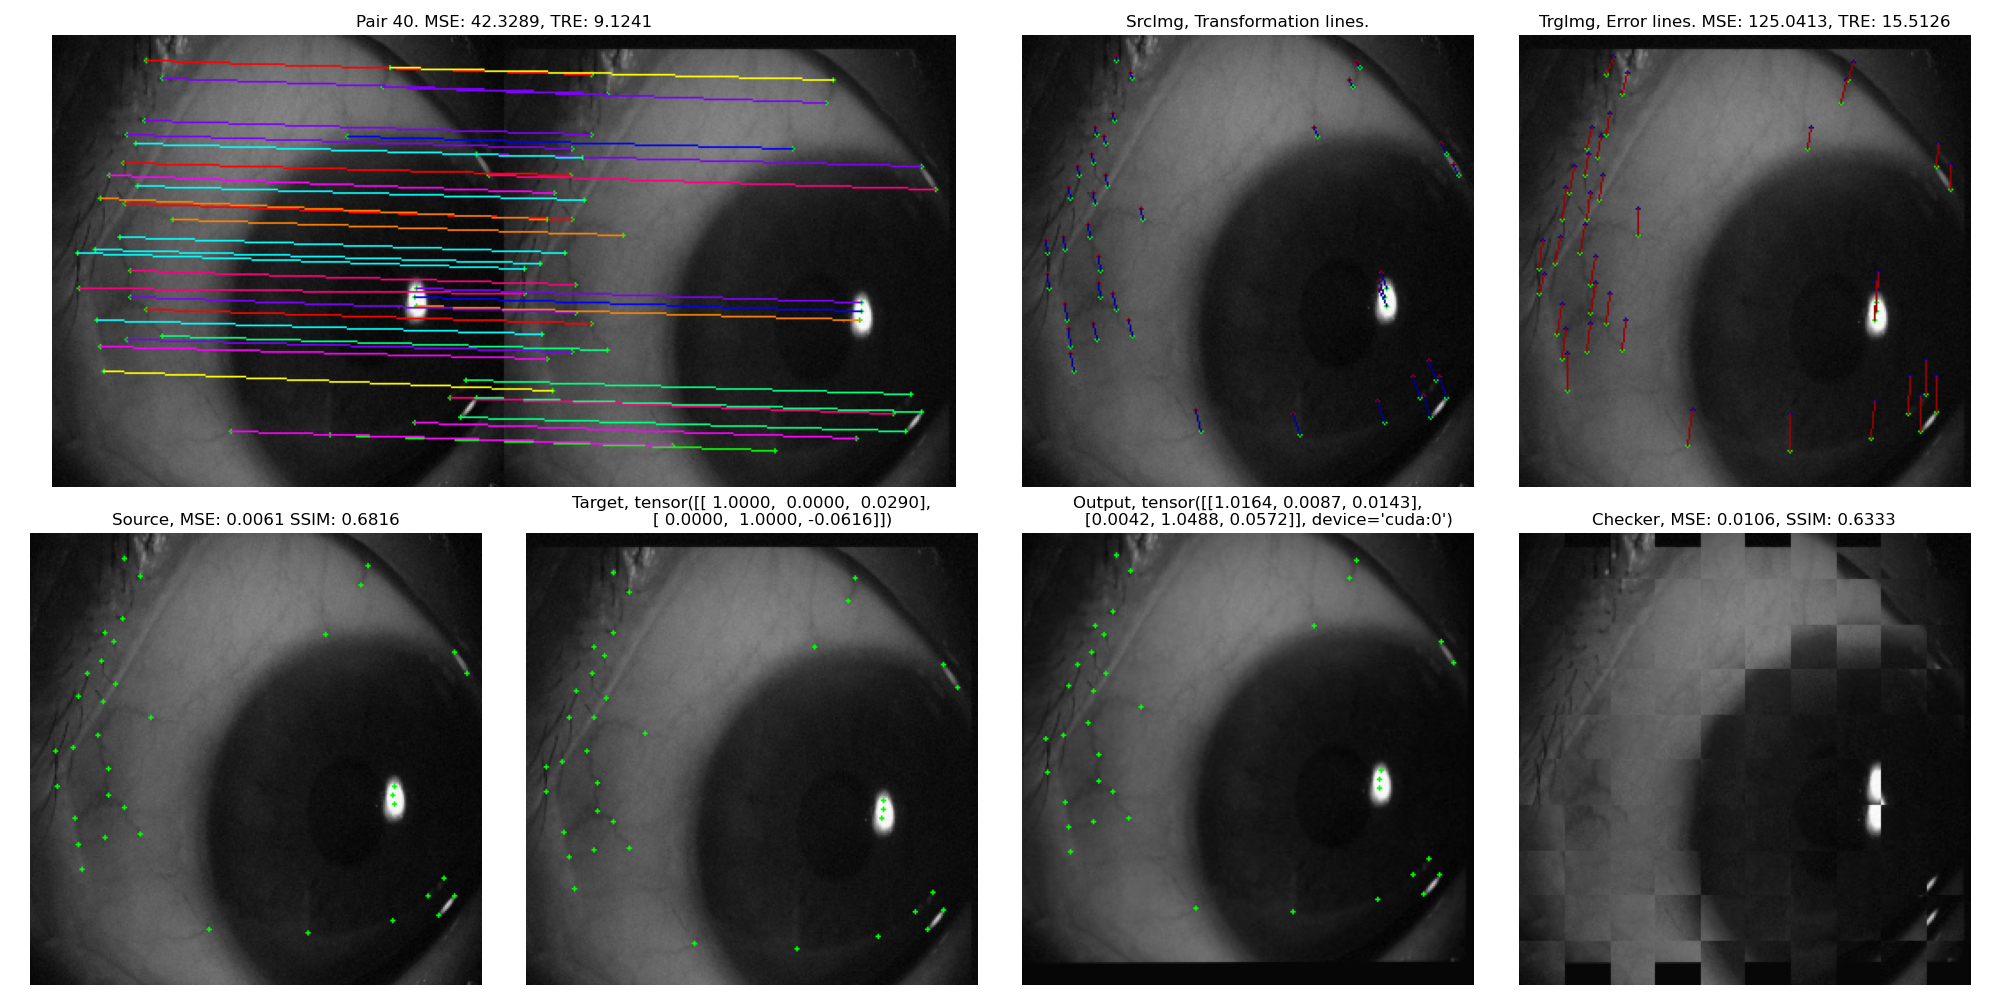 Pair 40. MSE: 42.3289, TRE: 9.1241
SrcImg, Transformation lines.
TrgImg, Error lines. MSE: 125.0413, TRE: 15.5126
Source, MSE: 0.0061 SSIM: 0.6816
Target, tensor([[ 1.0000,  0.0000,  0.0290],
[ 0.0000,  1.0000, -0.0616]])
Output, tensor([[1.0164, 0.0087, 0.0143],
[0.0042, 1.0488, 0.0572]], device='cuda:0')
Checker, MSE: 0.0106, SSIM: 0.6333